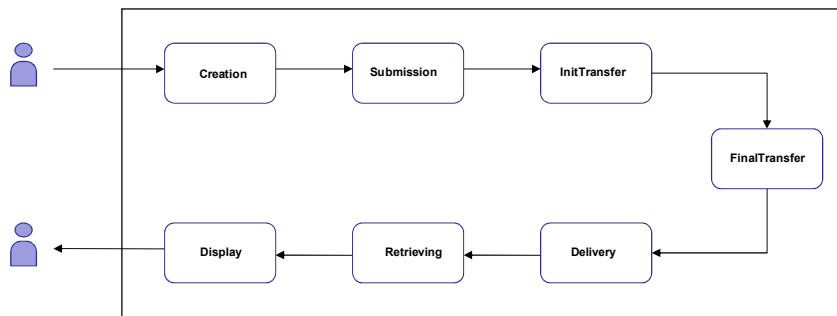 Creation
Submission
InitTransfer
FinalTransfer
Display
Retrieving
Delivery